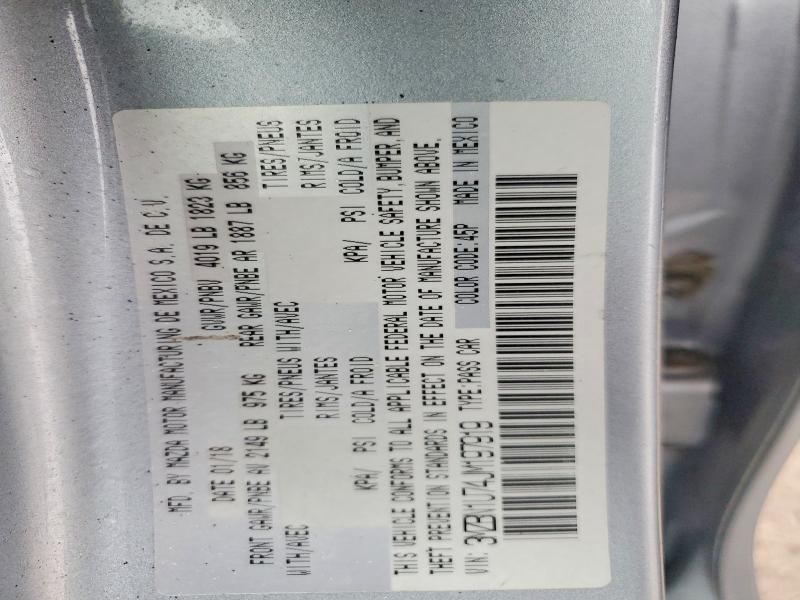 MFD. BY MAZDA MOTOR MANUFACTURING DE MEXICO S.A. DE C.V.
DATE 01/18 GVWR/PNBV 4019 LB 1823 KG
FRONT GAWR/PNBE AV 2149 LB 975 KG REAR GAWR/PNBE AR 1887 LB 856 KG
WITH/AVEC TIRES/PNEUS WITH/AVEC TIRES/PNEUS
RIMS/JANTES RIMS/JANTES
KPA/ PSI COLD/A FROID KPA/ PSI COLD/A FROID
THIS VEHICLE CONFORMS TO ALL APPLICABLE FEDERAL MOTOR VEHICLE SAFETY, BUMPER, AND
THEFT PREVENTION STANDARDS IN EFFECT ON THE DATE OF MANUFACTURE SHOWN ABOVE.
VIN: 3MZBN1U74JM197919 TYPE:PASS CAR COLOR CODE:45P MADE IN MEXICO